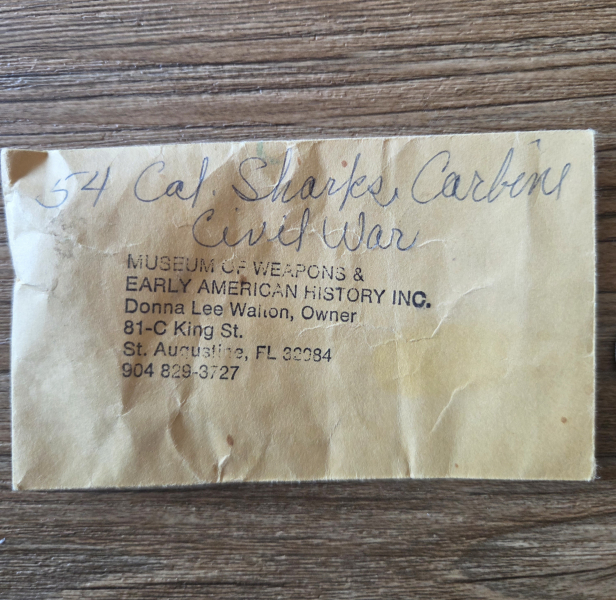 54 Cal. Sharks Carbine
Civil War
MUSEUM OF WEAPONS &
EARLY AMERICAN HISTORY INC.
Donna Lee Walton, Owner
81-C King St.
St. Augustine, FL 32084
904 829-3727